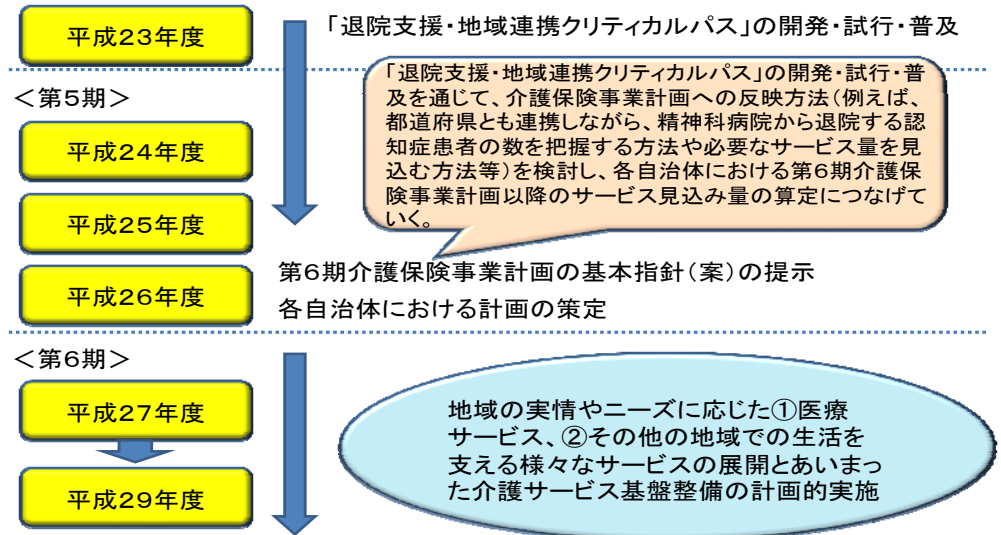 平成23年度
「退院支援・地域連携クリティカルパス」の開発・試行・普及
「退院支援・地域連携クリティカルパス」の開発・試行・普
及を通じて、介護保険事業計画への反映方法(例えば、
都道府県とも連携しながら、精神科病院から退院する認
知症患者の数を把握する方法や必要なサービス量を見
込む方法等)を検討し、各自治体における第6期介護保
険事業計画以降のサービス見込み量の算定につなげて
いく。
<第5期>
平成24年度
平成25年度
平成26年度
第6期介護保険事業計画の基本指針(案)の提示
各自治体における計画の策定
<第6期>
平成27年度
平成29年度
地域の実情やニーズに応じた①医療
サービス、②その他の地域での生活を
支える様々なサービスの展開とあいまっ
た介護サービス基盤整備の計画的実施